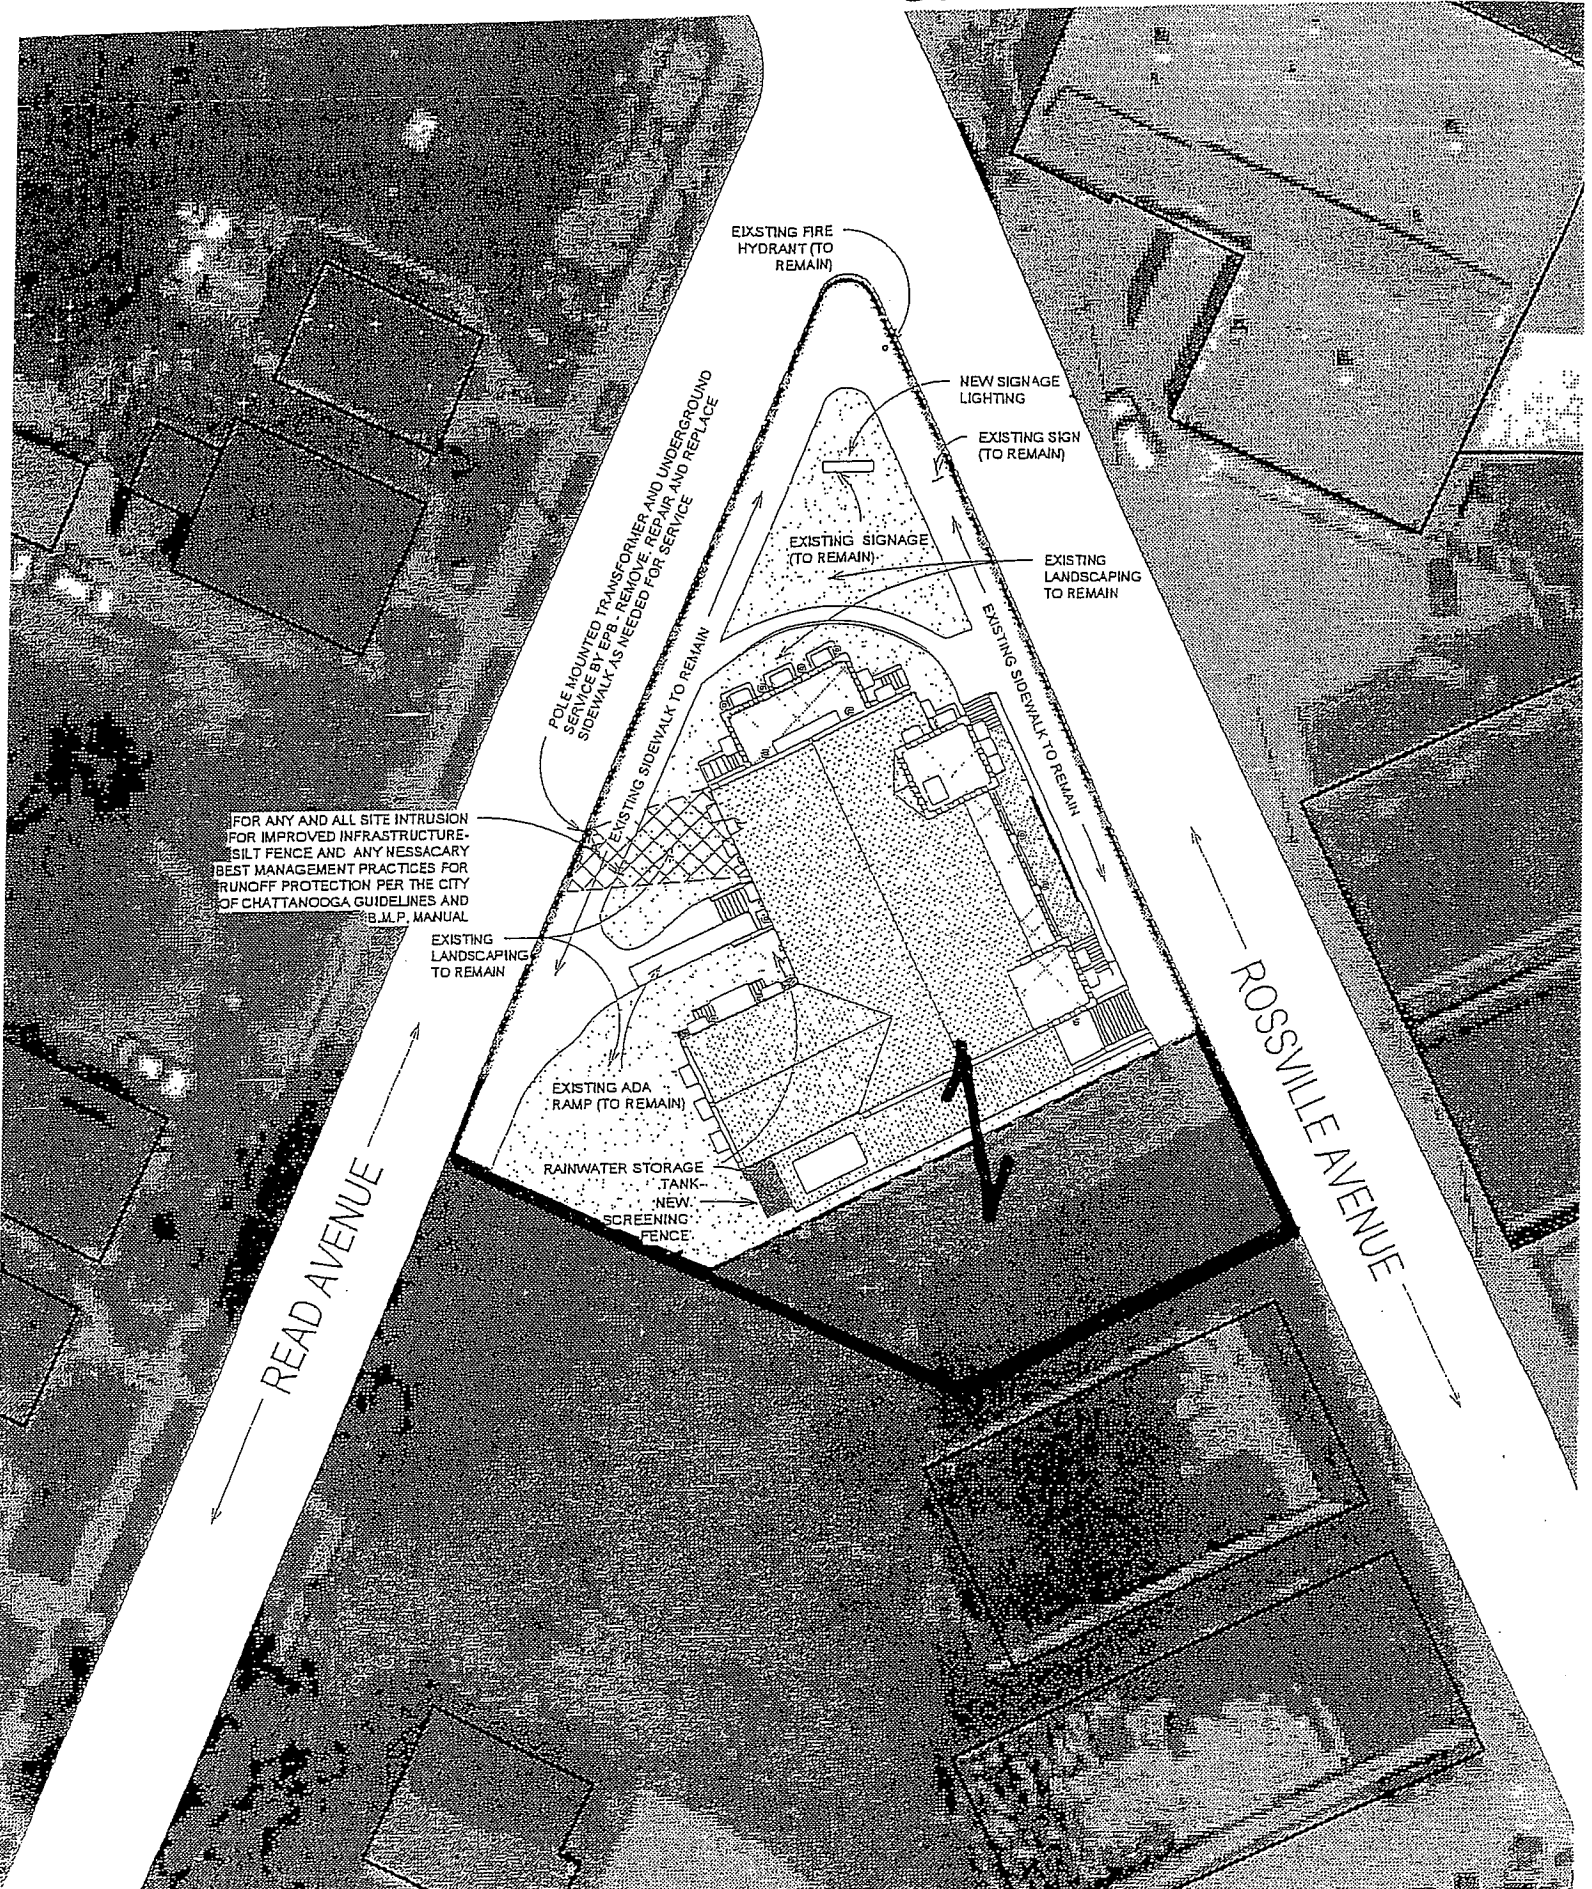 EIXSTING FIRE
HYDRANT (TO
REMAIN)
NEW SIGNAGE
LIGHTING
EXISTING SIGN
(TO REMAIN)
POLE MOUNTED TRANSFORMER AND UNDERGROUND
SERVICE BY EPB - REMOVE, REPAIR AND REPLACE
SIDEWALK AS NEEDED FOR SERVICE
EXISTING SIGNAGE
(TO REMAIN)
EXISTING
LANDSCAPING
TO REMAIN
EXISTING SIDEWALK TO REMAIN
EXISTING SIDEWALK TO REMAIN
FOR ANY AND ALL SITE INTRUSION
FOR IMPROVED INFRASTRUCTURE-
SILT FENCE AND ANY NESSACARY
BEST MANAGEMENT PRACTICES FOR
RUNOFF PROTECTION PER THE CITY
OF CHATTANOOGA GUIDELINES AND
B.M.P. MANUAL
EXISTING
LANDSCAPING
TO REMAIN
EXISTING ADA
RAMP (TO REMAIN)
RAINWATER STORAGE
TANK
NEW
SCREENING
FENCE
READ AVENUE
ROSSVILLE AVENUE